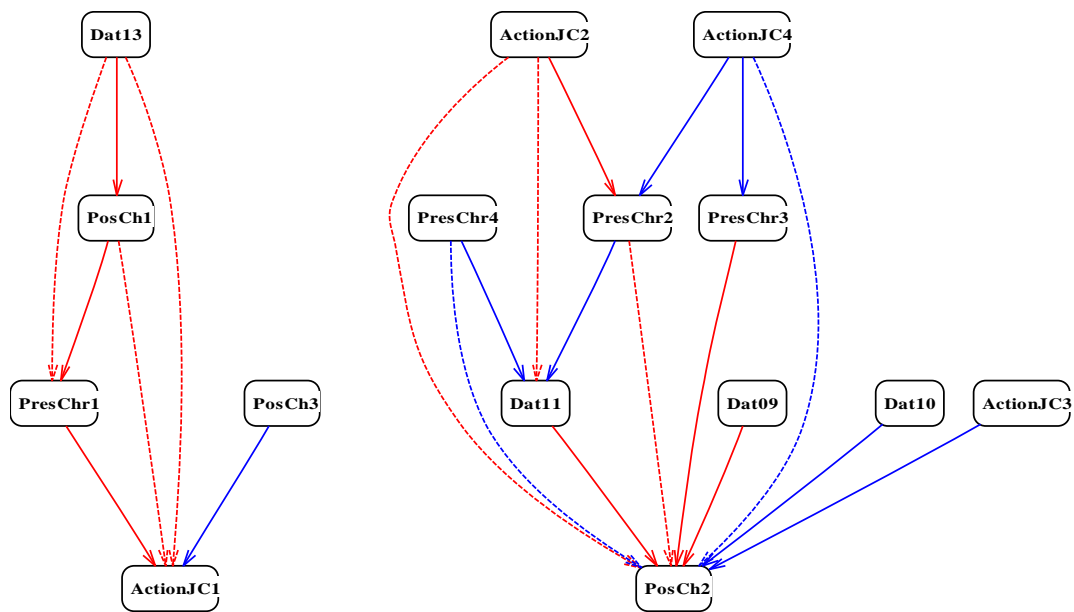 Dat13
ActionJC2
ActionJC4
PosCh1
PresChr4
PresChr2
PresChr3
PresChr1
PosCh3
Dat11
Dat09
Dat10
ActionJC3
ActionJC1
PosCh2